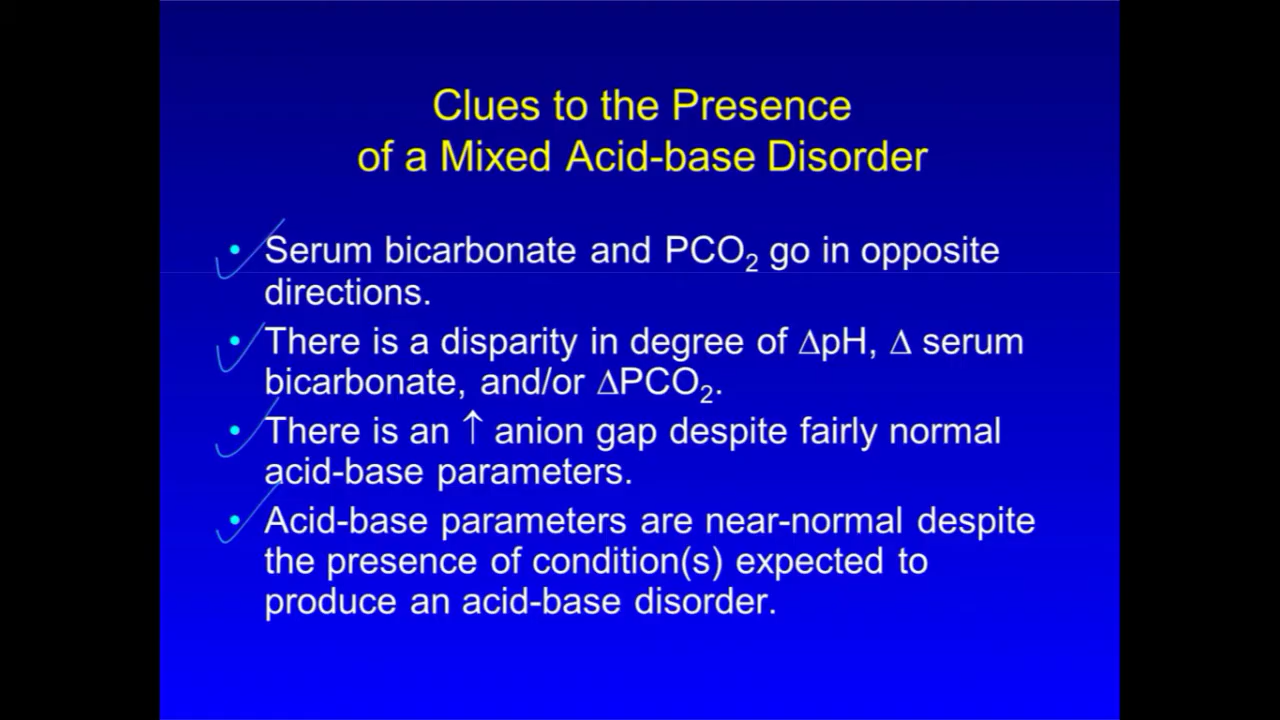 Clues to the Presence
of a Mixed Acid-base Disorder
• Serum bicarbonate and PCO₂ go in opposite
directions.
• There is a disparity in degree of ΔpH, Δ serum
bicarbonate, and/or ΔPCO₂.
• There is an ↑ anion gap despite fairly normal
acid-base parameters.
• Acid-base parameters are near-normal despite
the presence of condition(s) expected to
produce an acid-base disorder.